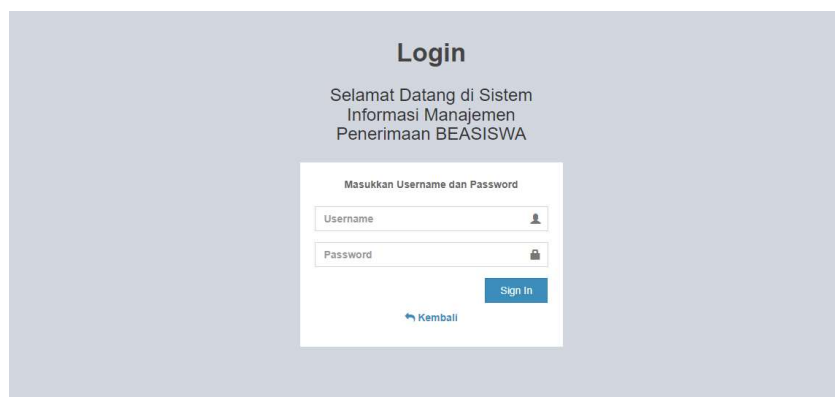 Login
Selamat Datang di Sistem
Informasi Manajemen
Penerimaan BEASISWA
Masukkan Username dan Password
Username
Password
Sign In
Kembali